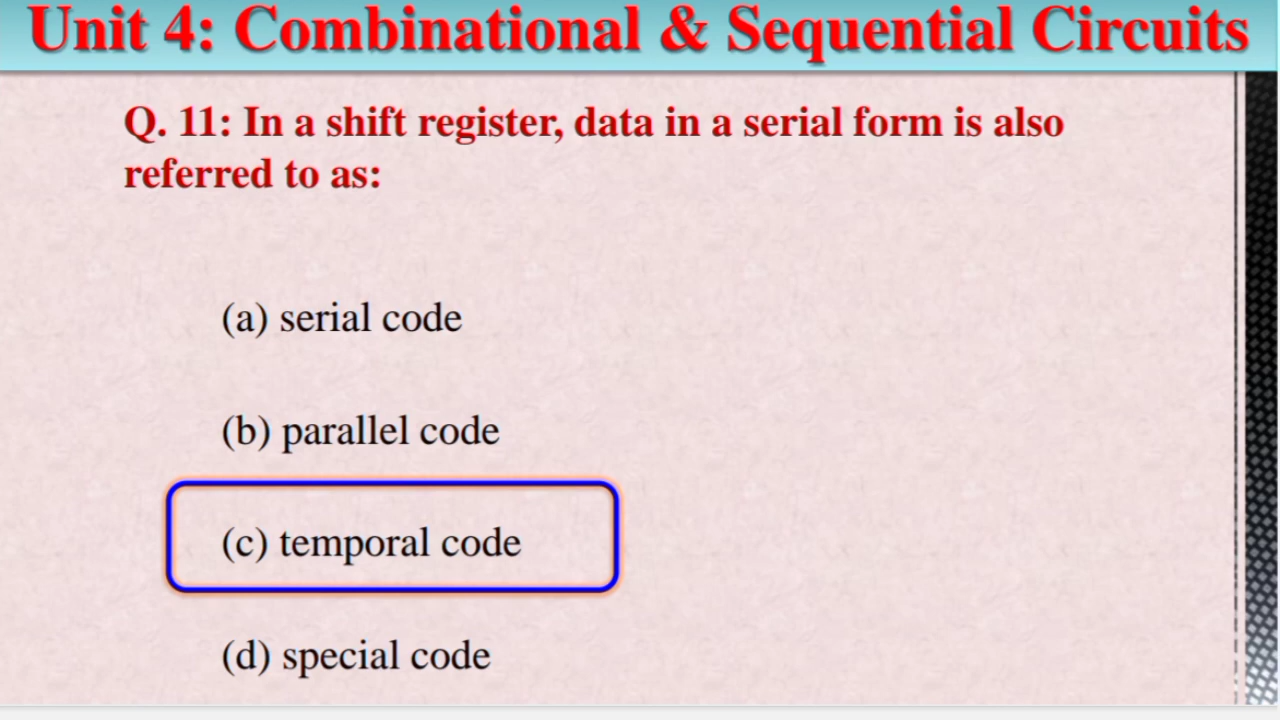 Unit 4: Combinational & Sequential Circuits
Q. 11: In a shift register, data in a serial form is also
referred to as:
(a) serial code
(b) parallel code
(c) temporal code
(d) special code